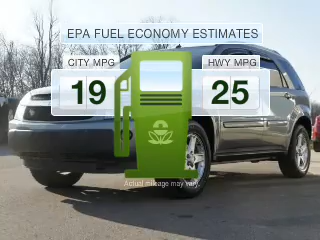 EPA FUEL ECONOMY ESTIMATES
CITY MPG
HWY MPG
19
25
Actual mileage may vary.